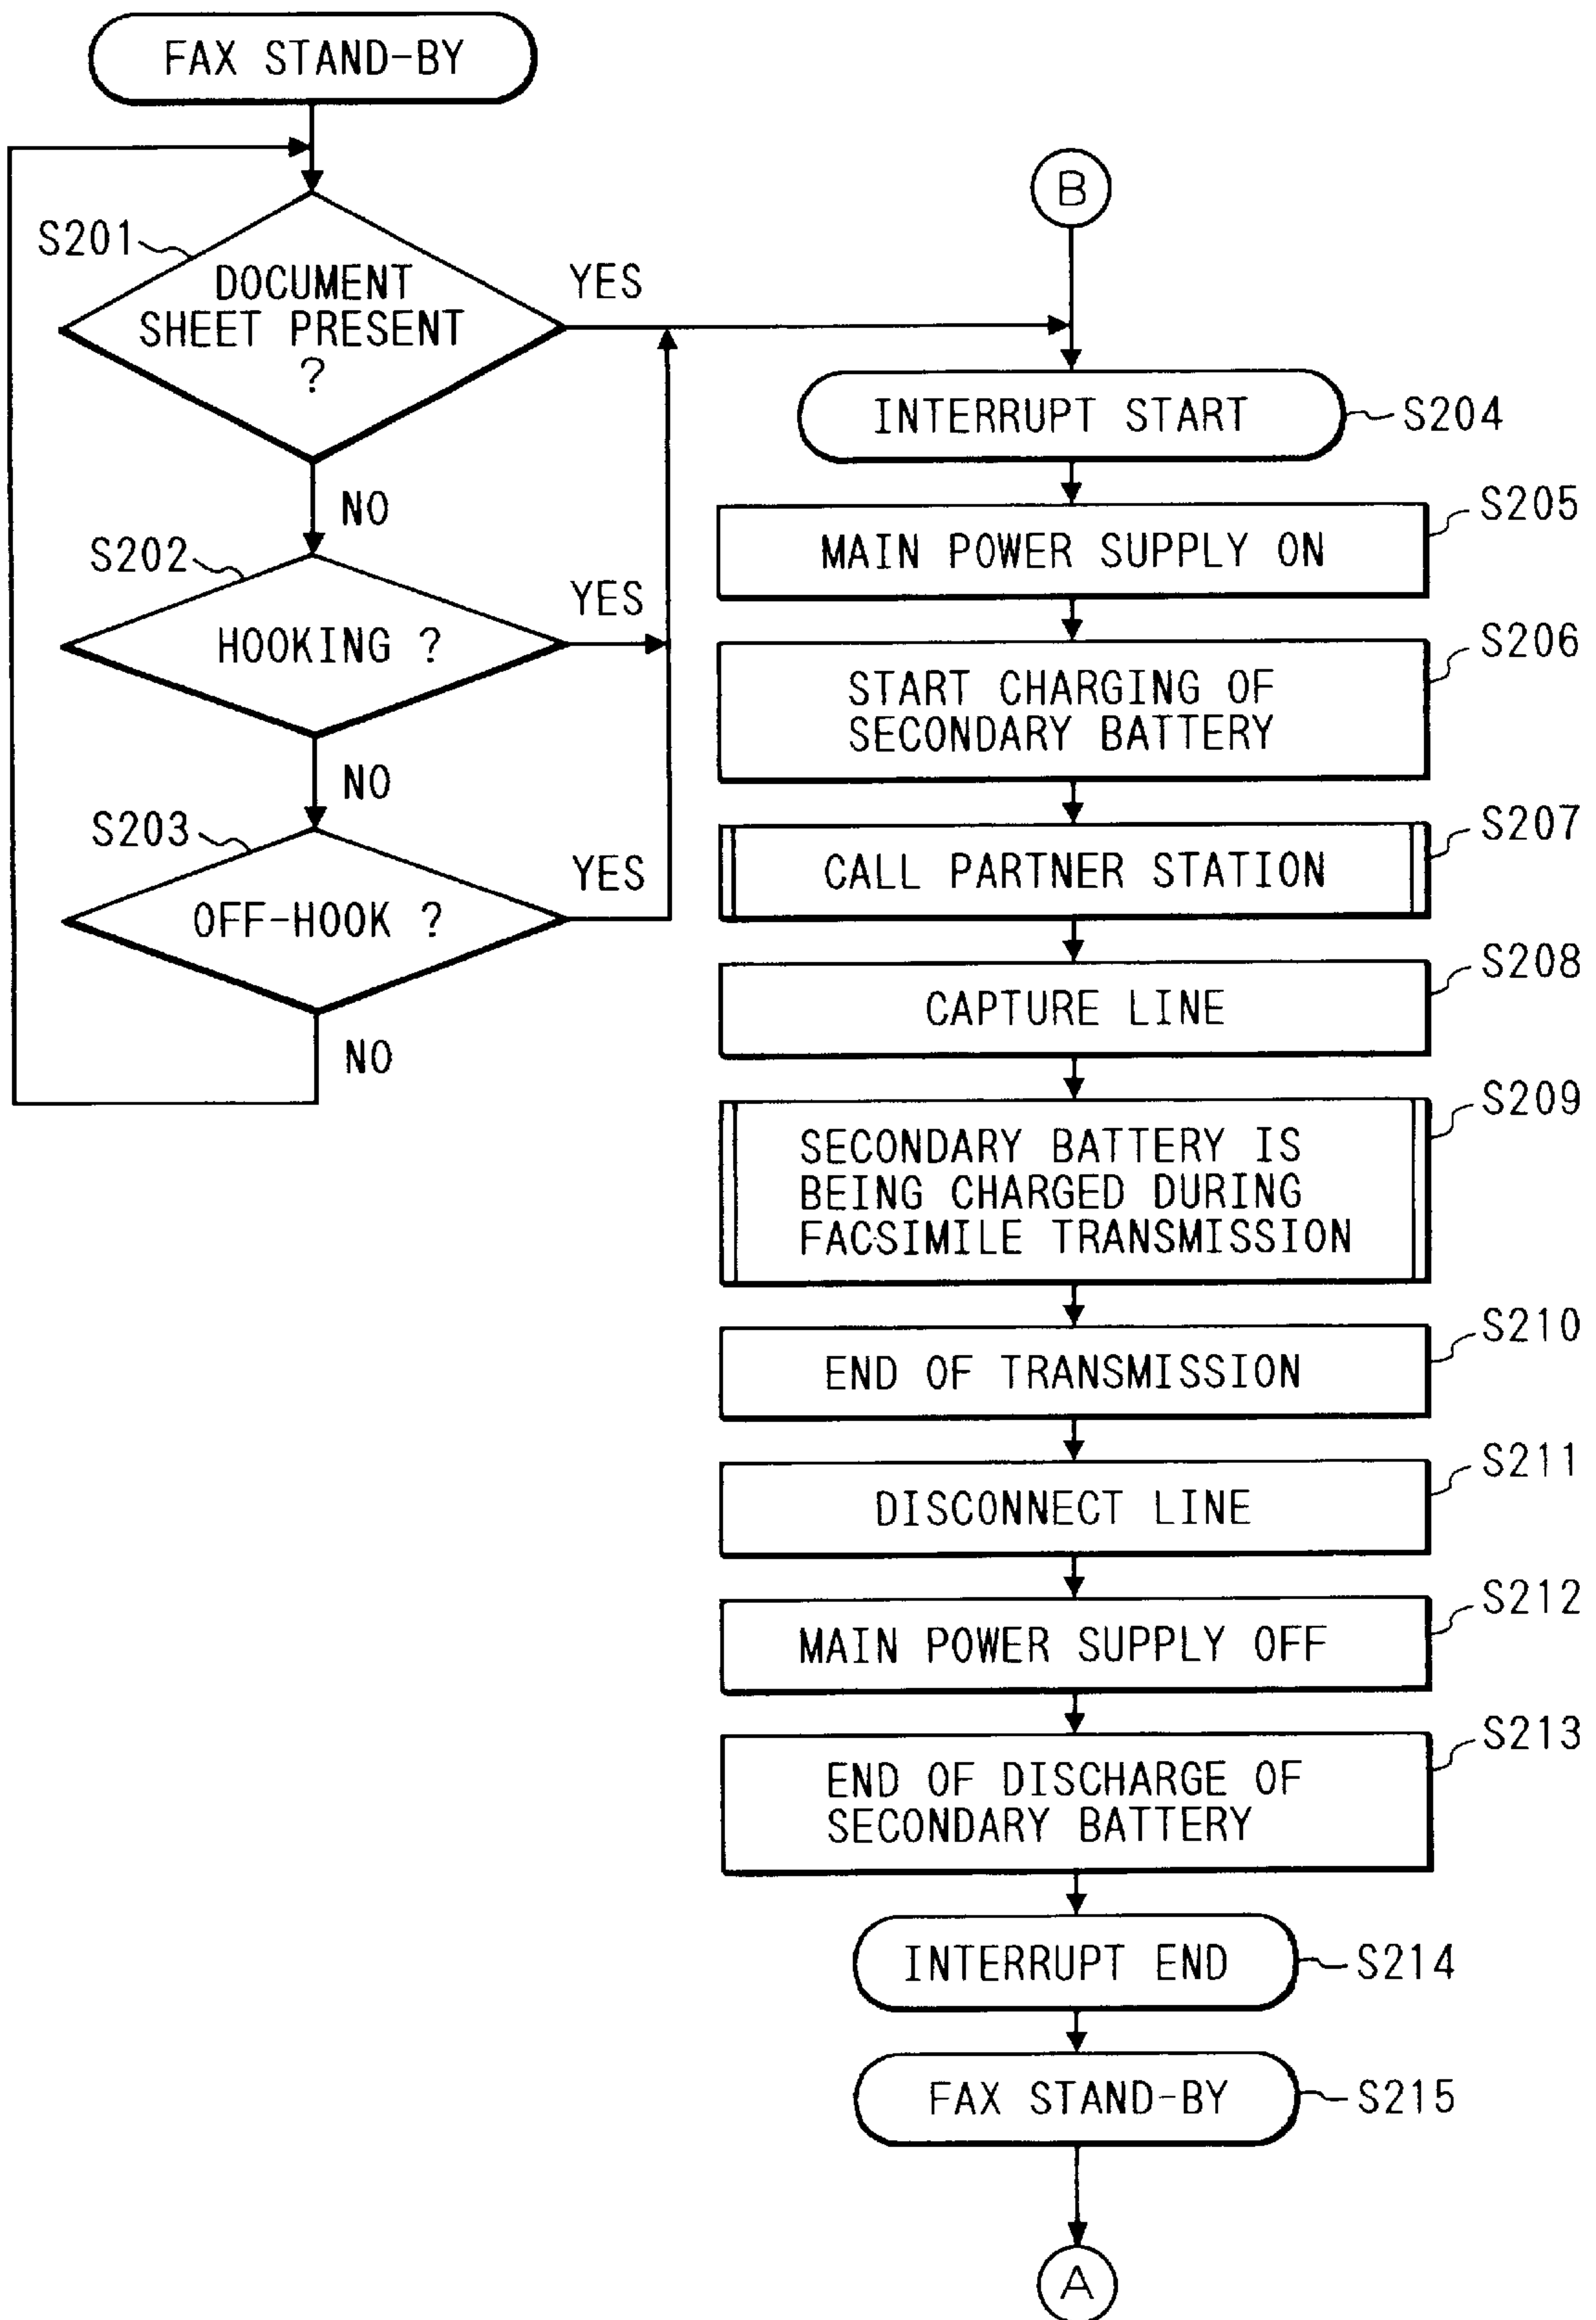 FAX STAND-BY
S201
DOCUMENT
SHEET PRESENT
?
YES
NO
S202
HOOKING ?
YES
NO
S203
OFF-HOOK ?
YES
NO
B
INTERRUPT START
S204
MAIN POWER SUPPLY ON
S205
START CHARGING OF
SECONDARY BATTERY
S206
CALL PARTNER STATION
S207
CAPTURE LINE
S208
SECONDARY BATTERY IS
BEING CHARGED DURING
FACSIMILE TRANSMISSION
S209
END OF TRANSMISSION
S210
DISCONNECT LINE
S211
MAIN POWER SUPPLY OFF
S212
END OF DISCHARGE OF
SECONDARY BATTERY
S213
INTERRUPT END
S214
FAX STAND-BY
S215
A